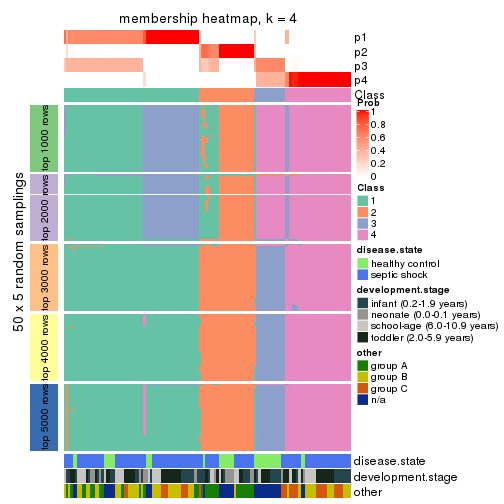 membership heatmap, k = 4
p1
p2
p3
p4
Class
50 x 5 random samplings
top 1000 rows
top 2000 rows
top 3000 rows
top 4000 rows
top 5000 rows
Prob
1
0.8
0.6
0.4
0.2
0
Class
1
2
3
4
disease.state
healthy control
septic shock
development.stage
infant (0.2-1.9 years)
neonate (0.0-0.1 years)
school-age (6.0-10.9 years)
toddler (2.0-5.9 years)
other
group A
group B
group C
n/a
disease.state
development.stage
other